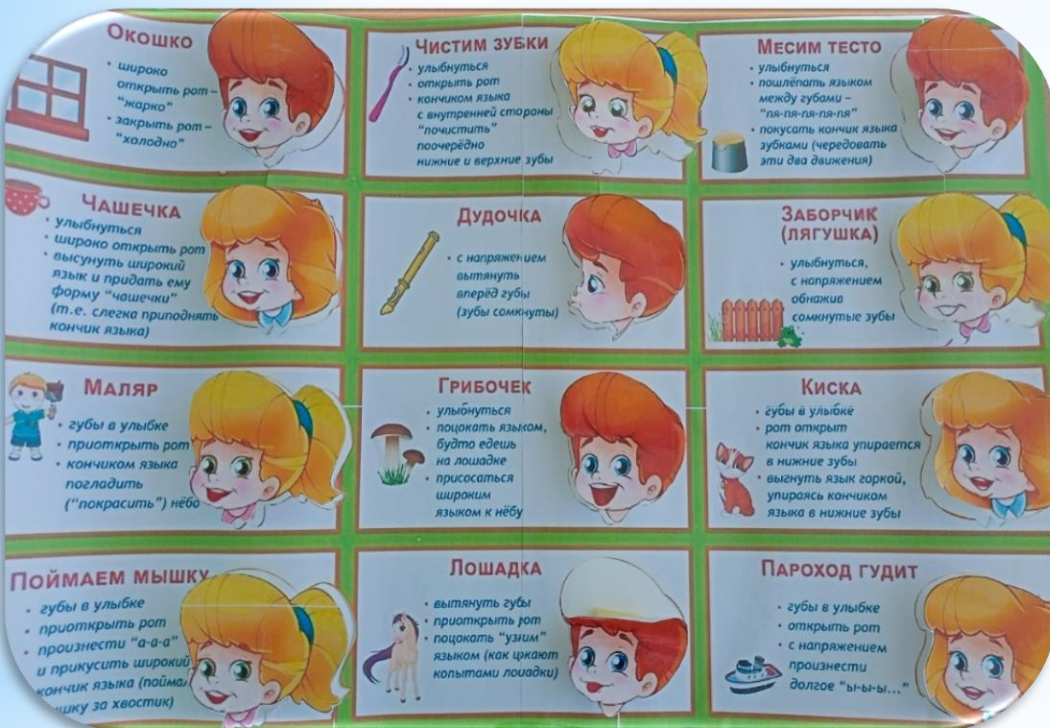 ОКОШКО
• широко
открыть рот –
"жарко"
• закрыть рот –
"холодно"
ЧИСТИМ ЗУБКИ
• улыбнуться
• открыть рот
• кончиком языка
с внутренней стороны
"почистить"
поочерёдно
нижние и верхние зубы
МЕСИМ ТЕСТО
• улыбнуться
• пошлёпать языком
между губами –
"пя-пя-пя-пя-пя"
• покусать кончик языка
зубками (чередовать
эти два движения)
ЧАШЕЧКА
• улыбнуться
• широко открыть рот
• высунуть широкий
язык и придать ему
форму "чашечки"
(т.е. слегка приподнять
кончик языка)
ДУДОЧКА
• с напряжением
вытянуть
вперёд губы
(зубы сомкнуты)
ЗАБОРЧИК
(ЛЯГУШКА)
• улыбнуться,
с напряжением
обнажив
сомкнутые зубы
МАЛЯР
• губы в улыбке
• приоткрыть рот
• кончиком языка
погладить
("покрасить") нёбо
ГРИБОЧЕК
• улыбнуться
• поцокать языком,
будто едешь
на лошадке
• присосаться
широким
языком к нёбу
КИСКА
• губы в улыбке
• рот открыт
кончик языка упирается
в нижние зубы
• выгнуть язык горкой,
упираясь кончиком
языка в нижние зубы
ПОЙМАЕМ МЫШКУ
• губы в улыбке
• приоткрыть рот
• произнести "а-а-а"
и прикусить широкий
кончик языка
за хвостик)
ЛОШАДКА
• вытянуть губы
• приоткрыть рот
• поцокать "узким"
языком (как цокают
копытами лошадки)
ПАРОХОД ГУДИТ
• губы в улыбке
• открыть рот
• с напряжением
произнести
долгое "ы-ы-ы..."